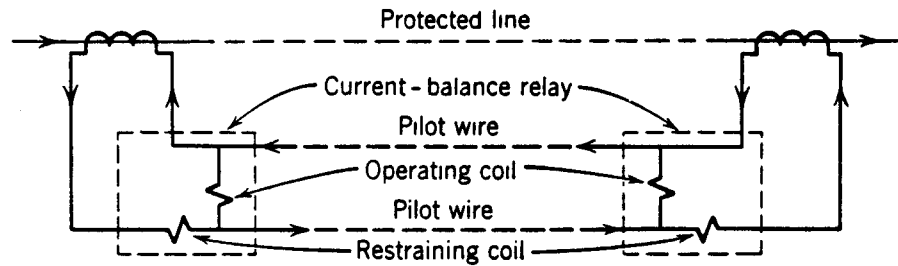 Protected line
Current-balance relay
Pilot wire
Operating coil
Pilot wire
Restraining coil